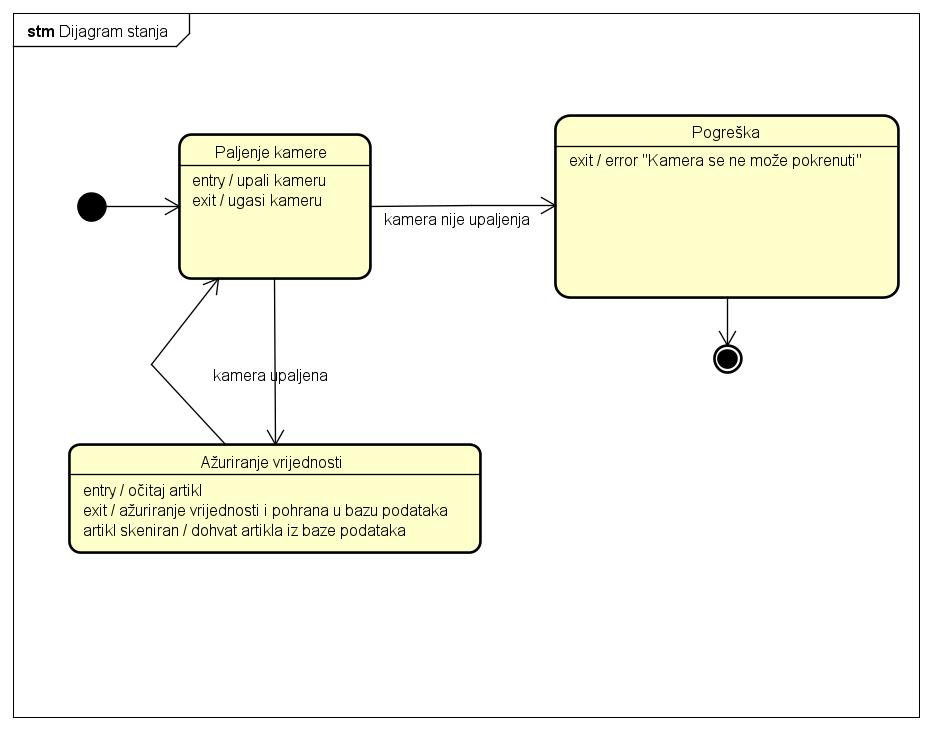 stm Dijagram stanja
Paljenje kamere
entry / upali kameru
exit / ugasi kameru
kamera nije upaljenja
Pogreška
exit / error "Kamera se ne može pokrenuti"
kamera upaljena
Ažuriranje vrijednosti
entry / očitaj artikl
exit / ažuriranje vrijednosti i pohrana u bazu podataka
artikl skeniran / dohvat artikla iz baze podataka